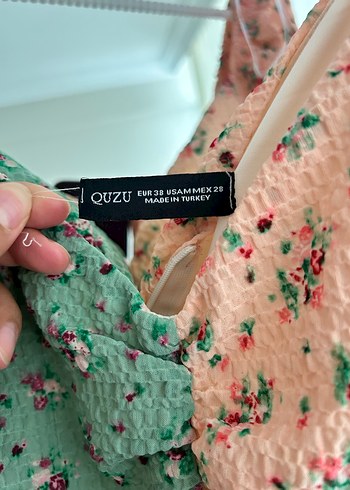 QUZU EUR 38 USA M MEX 28
MADE IN TURKEY